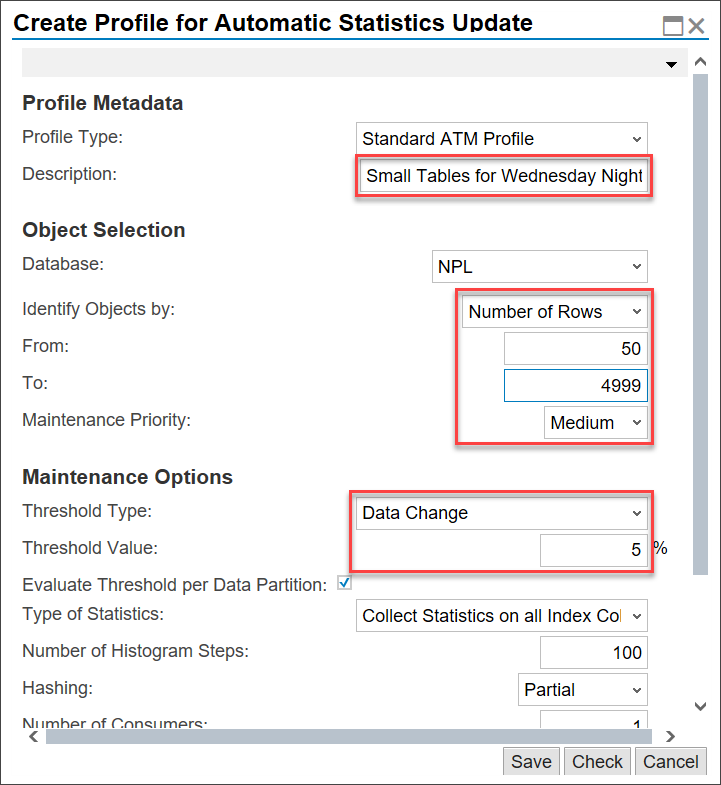 Create Profile for Automatic Statistics Update
Profile Metadata
Profile Type: Standard ATM Profile
Description: Small Tables for Wednesday Night
Object Selection
Database: NPL
Identify Objects by: Number of Rows
From: 50
To: 4999
Maintenance Priority: Medium
Maintenance Options
Threshold Type: Data Change
Threshold Value: 5 %
Evaluate Threshold per Data Partition:
Type of Statistics: Collect Statistics on all Index Col
Number of Histogram Steps: 100
Hashing: Partial
Number of Consumers: 1
Save Check Cancel